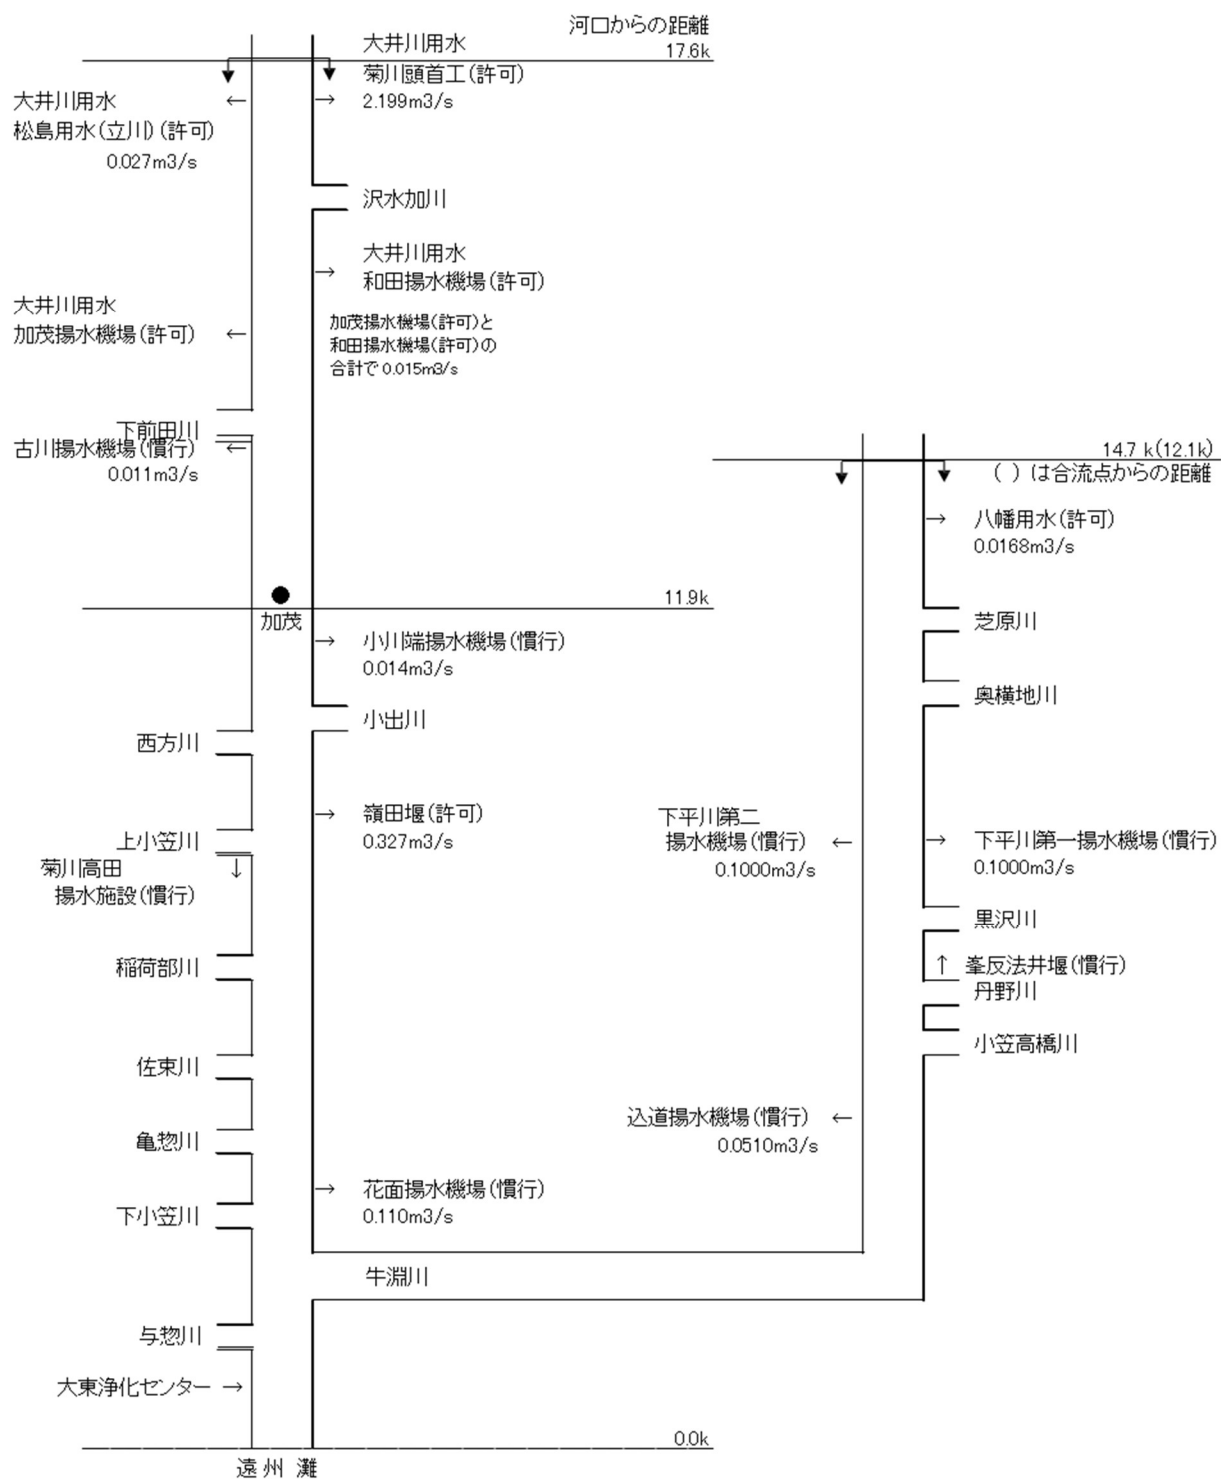 河口からの距離
17.6k
大井川用水
菊川頭首工(許可)
2.199m3/s
大井川用水
松島用水(立川)(許可)
0.027m3/s
沢水加川
大井川用水
和田揚水機場(許可)
大井川用水
加茂揚水機場(許可)
加茂揚水機場(許可)と
和田揚水機場(許可)の
合計で0.015m3/s
下前田川
古川揚水機場(慣行)
0.011m3/s
14.7 k(12.1k)
( ) は合流点からの距離
八幡用水(許可)
0.0168m3/s
11.9k
加茂
芝原川
小川端揚水機場(慣行)
0.014m3/s
奥横地川
小出川
西方川
嶺田堰(許可)
0.327m3/s
下平川第二
揚水機場(慣行)
0.1000m3/s
下平川第一揚水機場(慣行)
0.1000m3/s
上小笠川
菊川高田
揚水施設(慣行)
黒沢川
稲荷部川
峯反法井堰(慣行)
丹野川
小笠高橋川
佐束川
込道揚水機場(慣行)
0.0510m3/s
亀惣川
花面揚水機場(慣行)
0.110m3/s
下小笠川
牛淵川
与惣川
大東浄化センター
0.0k
遠州 灘